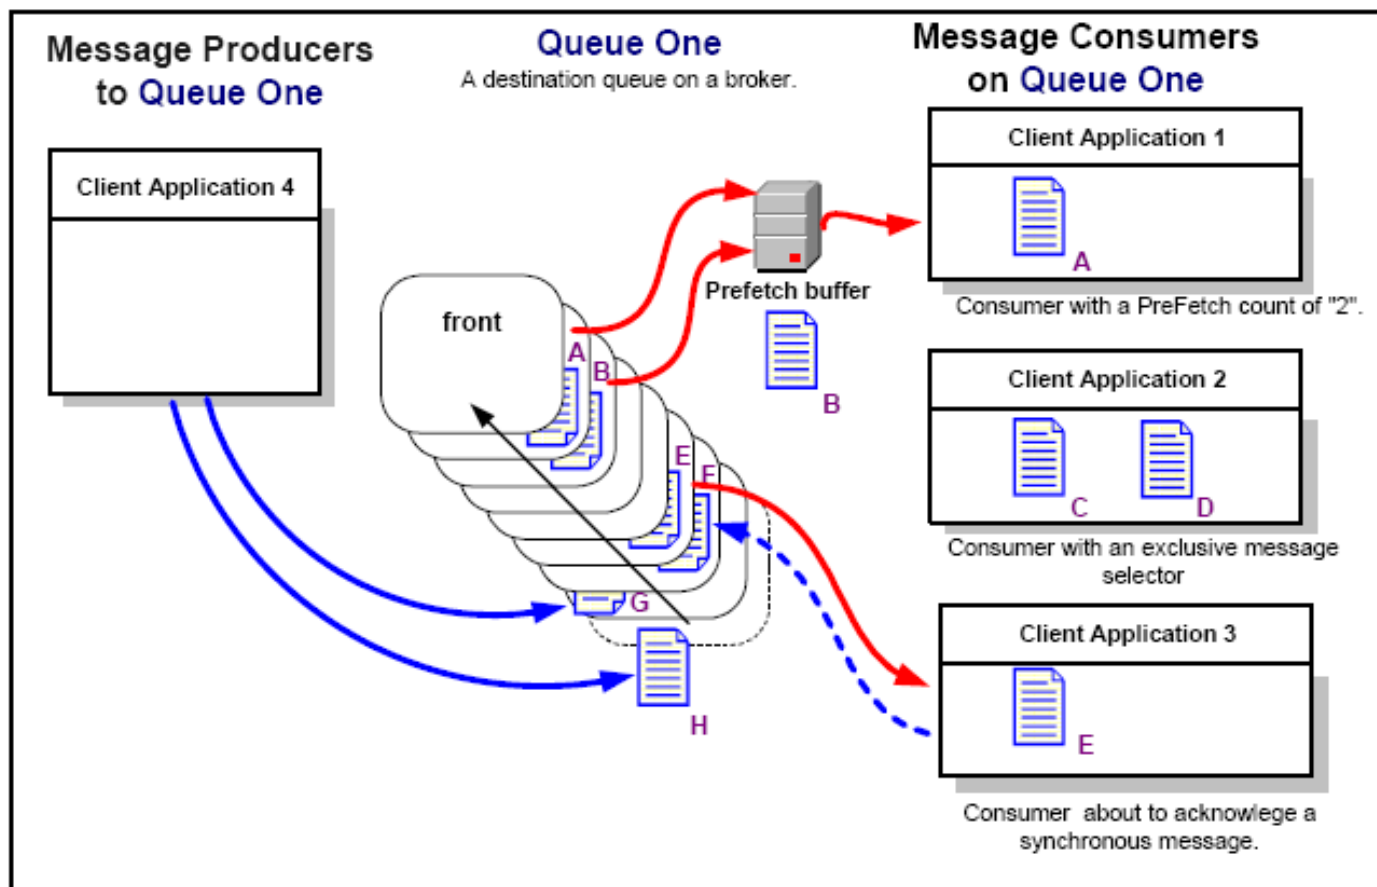 Message Producers
to Queue One
Client Application 4
Queue One
A destination queue on a broker.
front
A
B
E
F
G
H
Prefetch buffer
B
Message Consumers
on Queue One
Client Application 1
A
Consumer with a PreFetch count of "2".
Client Application 2
C
D
Consumer with an exclusive message
selector
Client Application 3
E
Consumer about to acknowlege a
synchronous message.